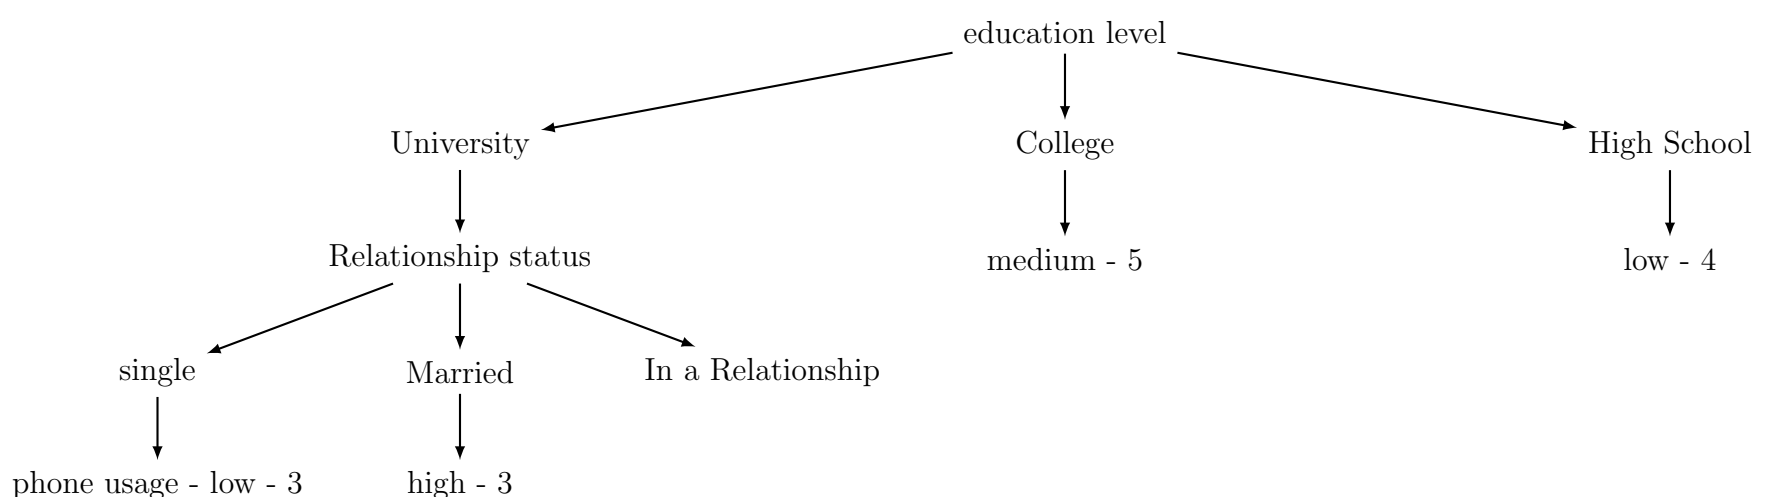 education level
University
College
High School
Relationship status
medium - 5
low - 4
single
Married
In a Relationship
phone usage - low - 3
high - 3